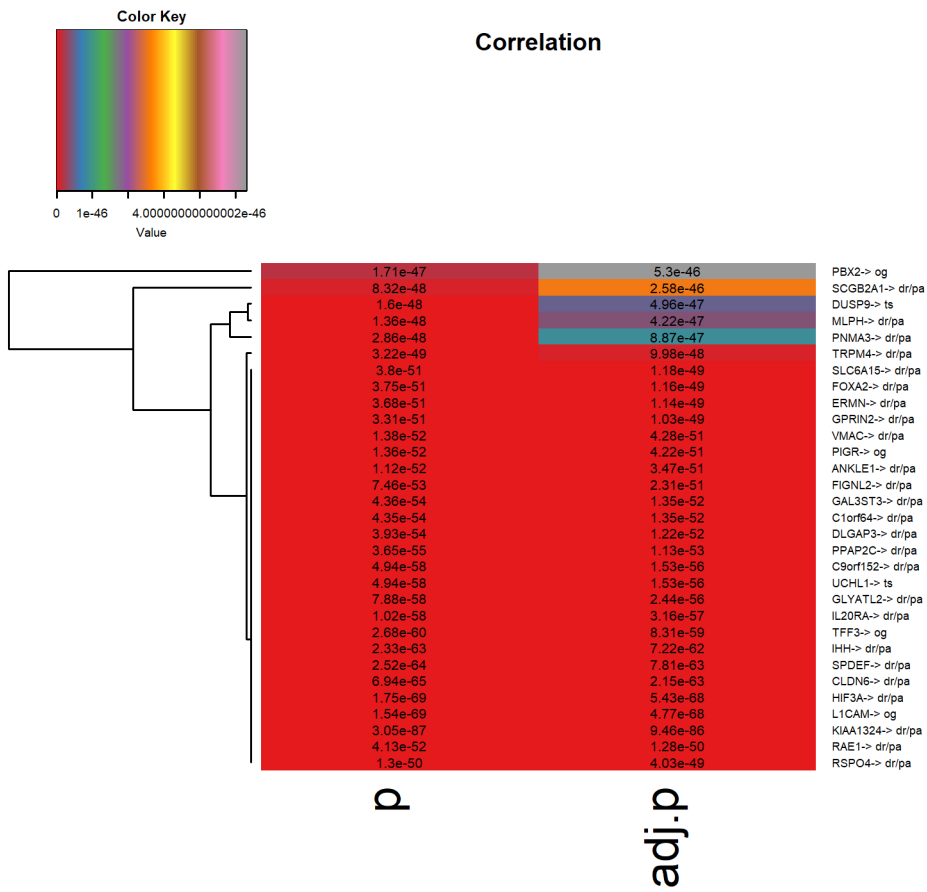 Color Key
Correlation
0 1e-46 4.00000000000002e-46
Value
1.71e-47 5.3e-46 PBX2-> og
8.32e-48 2.58e-46 SCGB2A1-> dr/pa
1.6e-48 4.96e-47 DUSP9-> ts
1.36e-48 4.22e-47 MLPH-> dr/pa
2.86e-48 8.87e-47 PNMA3-> dr/pa
3.22e-49 9.98e-48 TRPM4-> dr/pa
3.8e-51 1.18e-49 SLC6A15-> dr/pa
3.75e-51 1.16e-49 FOXA2-> dr/pa
3.68e-51 1.14e-49 ERMN-> dr/pa
3.31e-51 1.03e-49 GPRIN2-> dr/pa
1.38e-52 4.28e-51 VMAC-> dr/pa
1.36e-52 4.22e-51 PIGR-> og
1.12e-52 3.47e-51 ANKLE1-> dr/pa
7.46e-53 2.31e-51 FIGNL2-> dr/pa
4.36e-54 1.35e-52 GAL3ST3-> dr/pa
4.35e-54 1.35e-52 C1orf64-> dr/pa
3.93e-54 1.22e-52 DLGAP3-> dr/pa
3.65e-55 1.13e-53 PPAP2C-> dr/pa
4.94e-58 1.53e-56 C9orf152-> dr/pa
4.94e-58 1.53e-56 UCHL1-> ts
7.88e-58 2.44e-56 GLYATL2-> dr/pa
1.02e-58 3.16e-57 IL20RA-> dr/pa
2.68e-60 8.31e-59 TFF3-> og
2.33e-63 7.22e-62 IHH-> dr/pa
2.52e-64 7.81e-63 SPDEF-> dr/pa
6.94e-65 2.15e-63 CLDN6-> dr/pa
1.75e-69 5.43e-68 HIF3A-> dr/pa
1.54e-69 4.77e-68 L1CAM-> og
3.05e-87 9.46e-86 KIAA1324-> dr/pa
4.13e-52 1.28e-50 RAE1-> dr/pa
1.3e-50 4.03e-49 RSPO4-> dr/pa
p adj.p